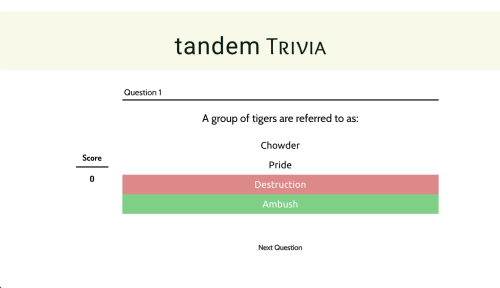 tandem TRIVIA
Question 1
A group of tigers are referred to as:
Chowder
Pride
Destruction
Ambush
Score
0
Next Question